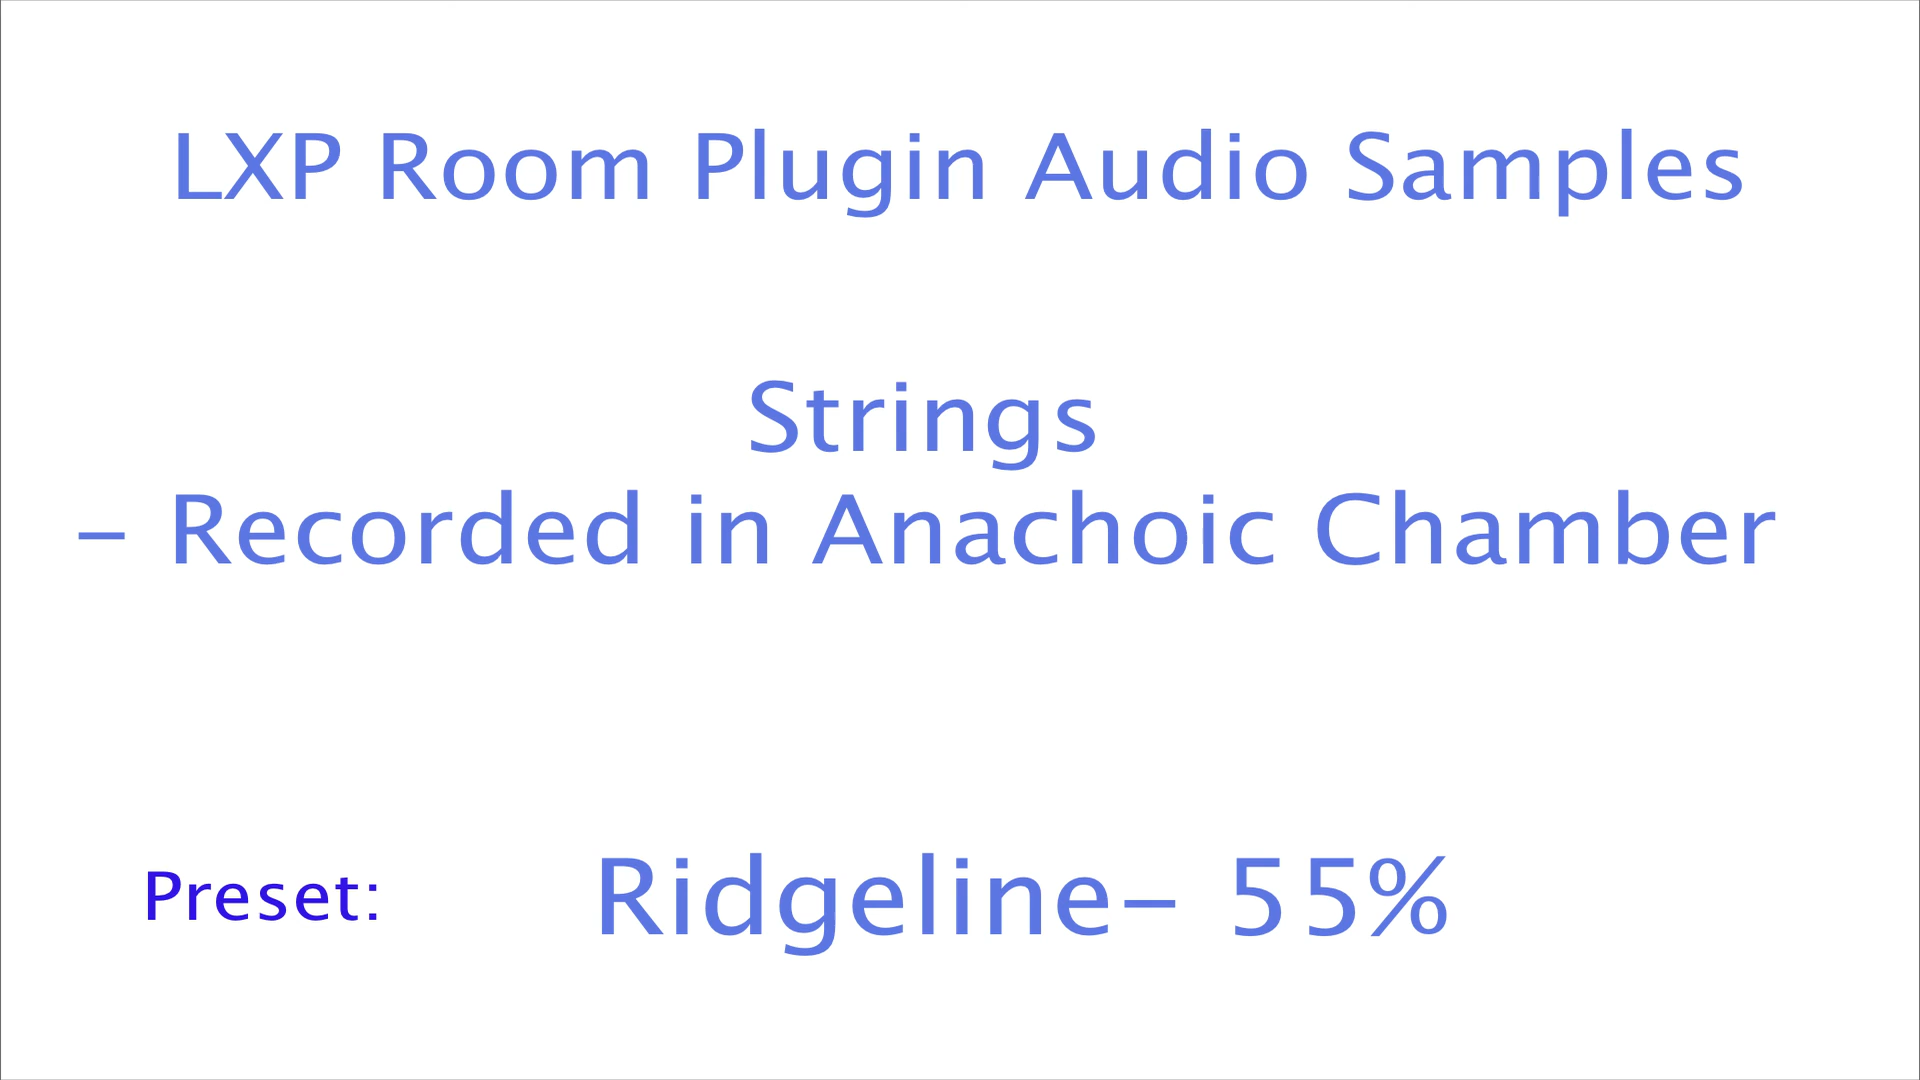 LXP Room Plugin Audio Samples
Strings
– Recorded in Anachoic Chamber
Preset: Ridgeline– 55%